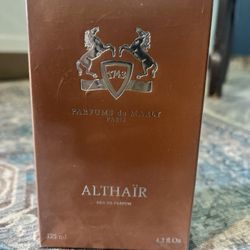 1743
PARFUMS de MARLY
PARIS
ALTHAÏR
EAU DE PARFUM
125 ml 4.2 fl.Oz